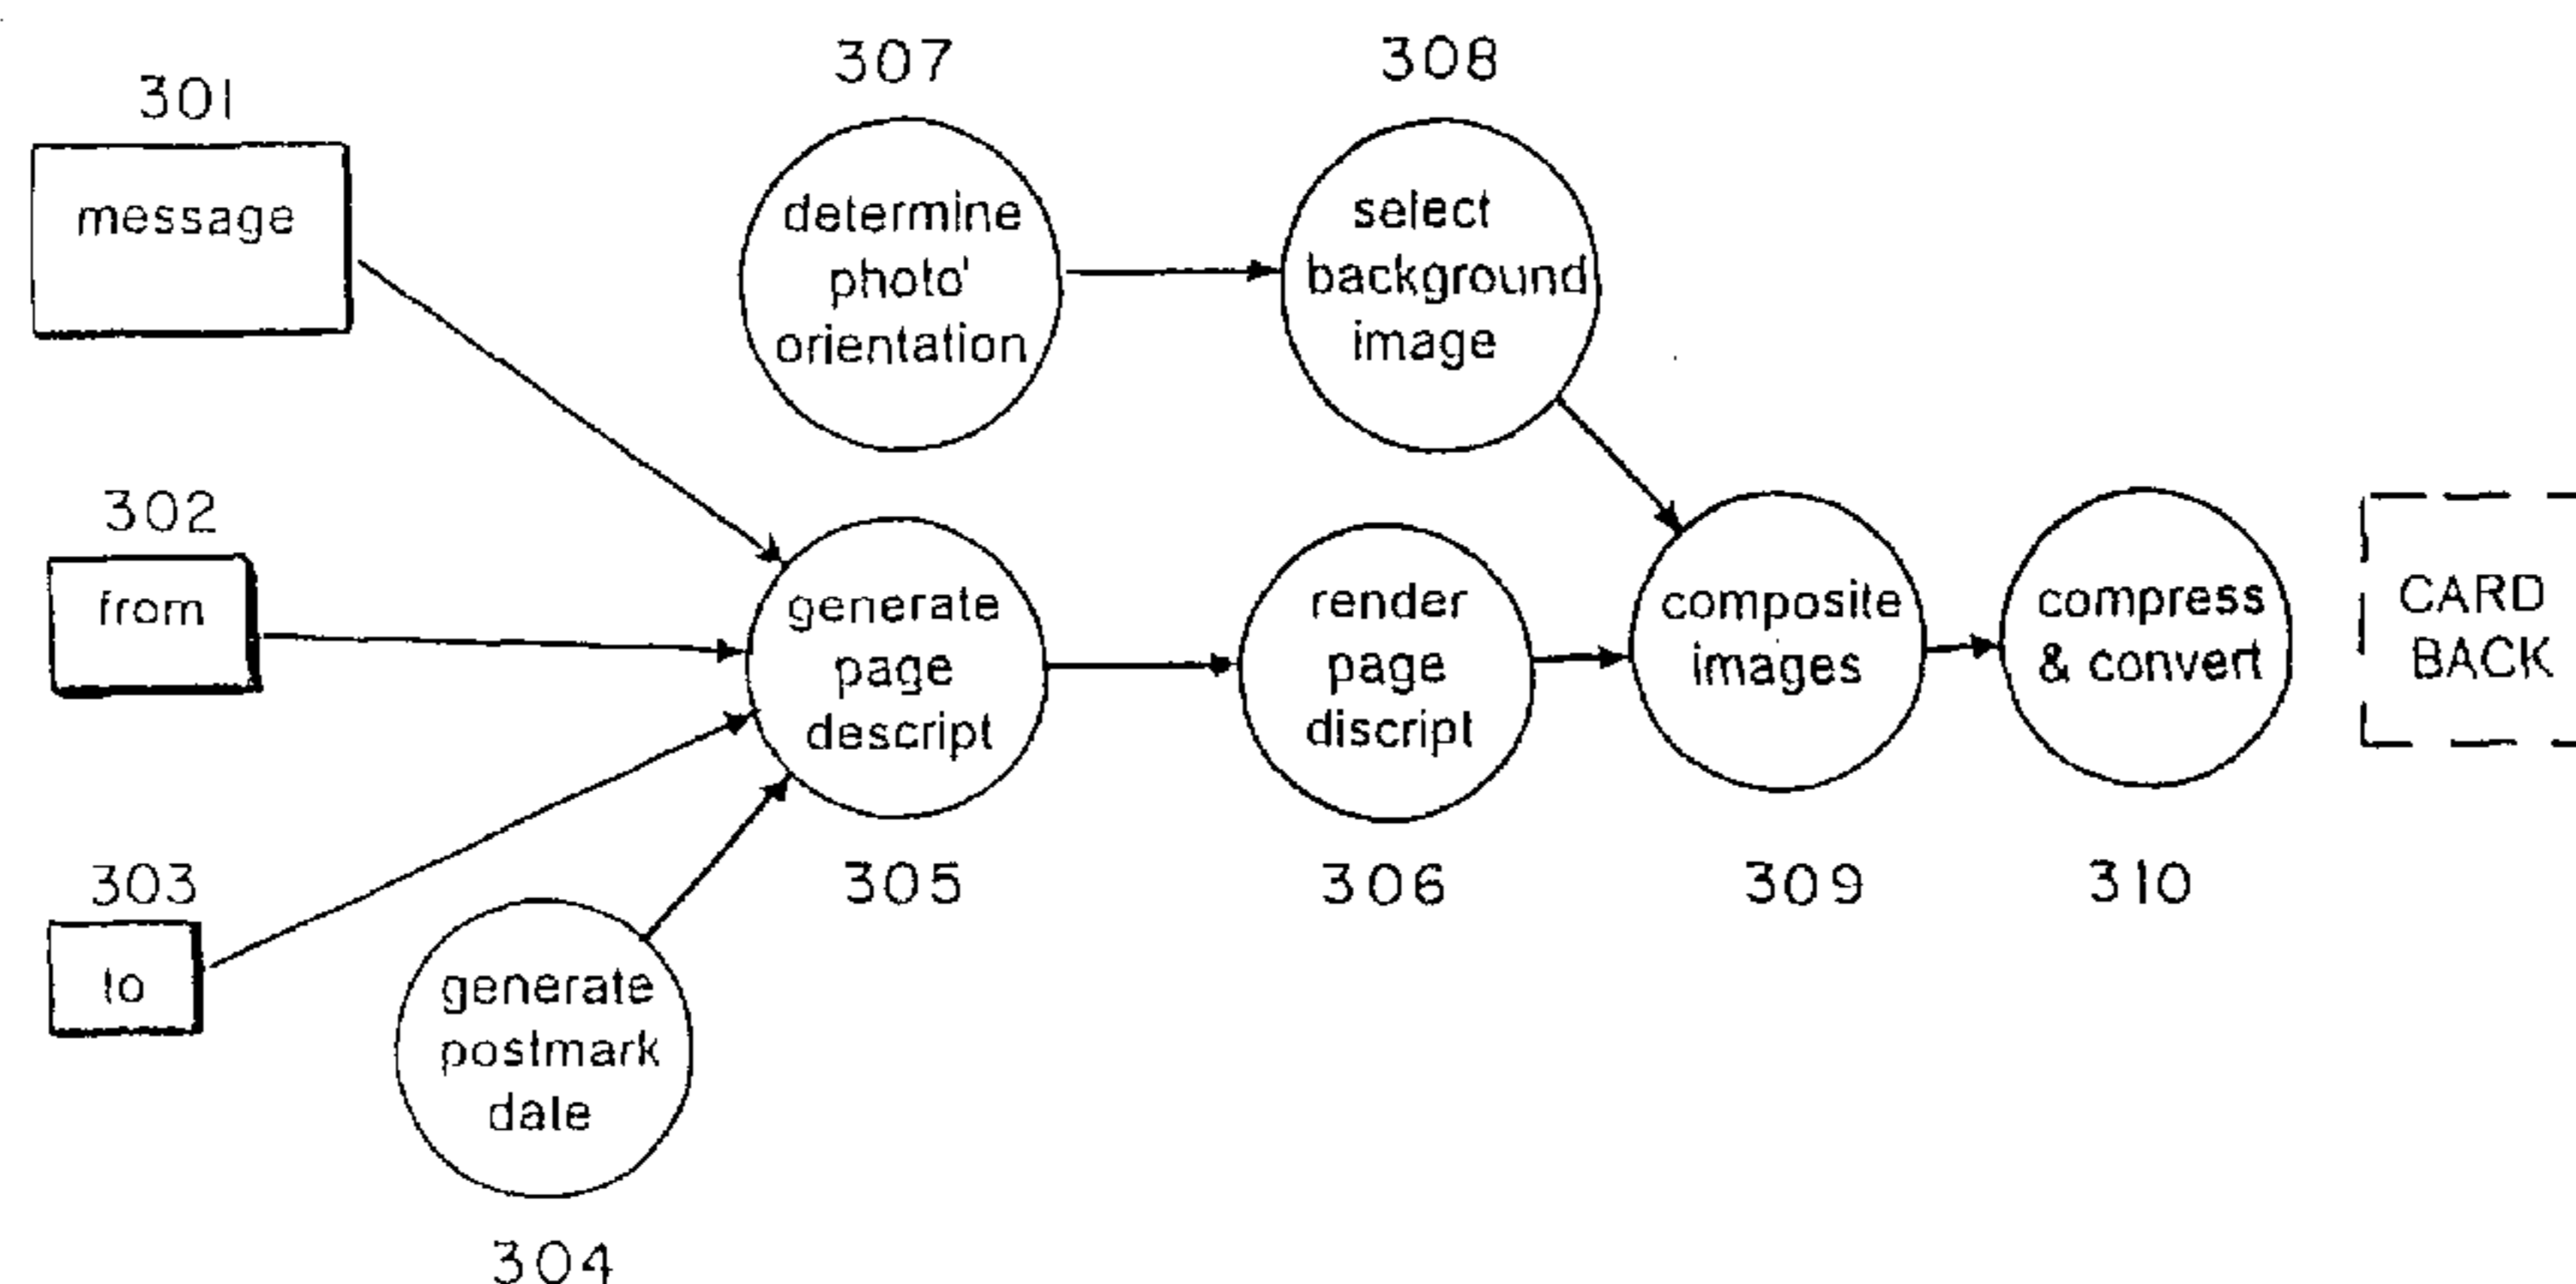 301
message
302
from
303
to
generate
postmark
date
304
307
determine
photo'
orientation
308
select
background
image
generate
page
descript
305
render
page
discript
306
composite
images
309
compress
& convert
310
CARD
BACK